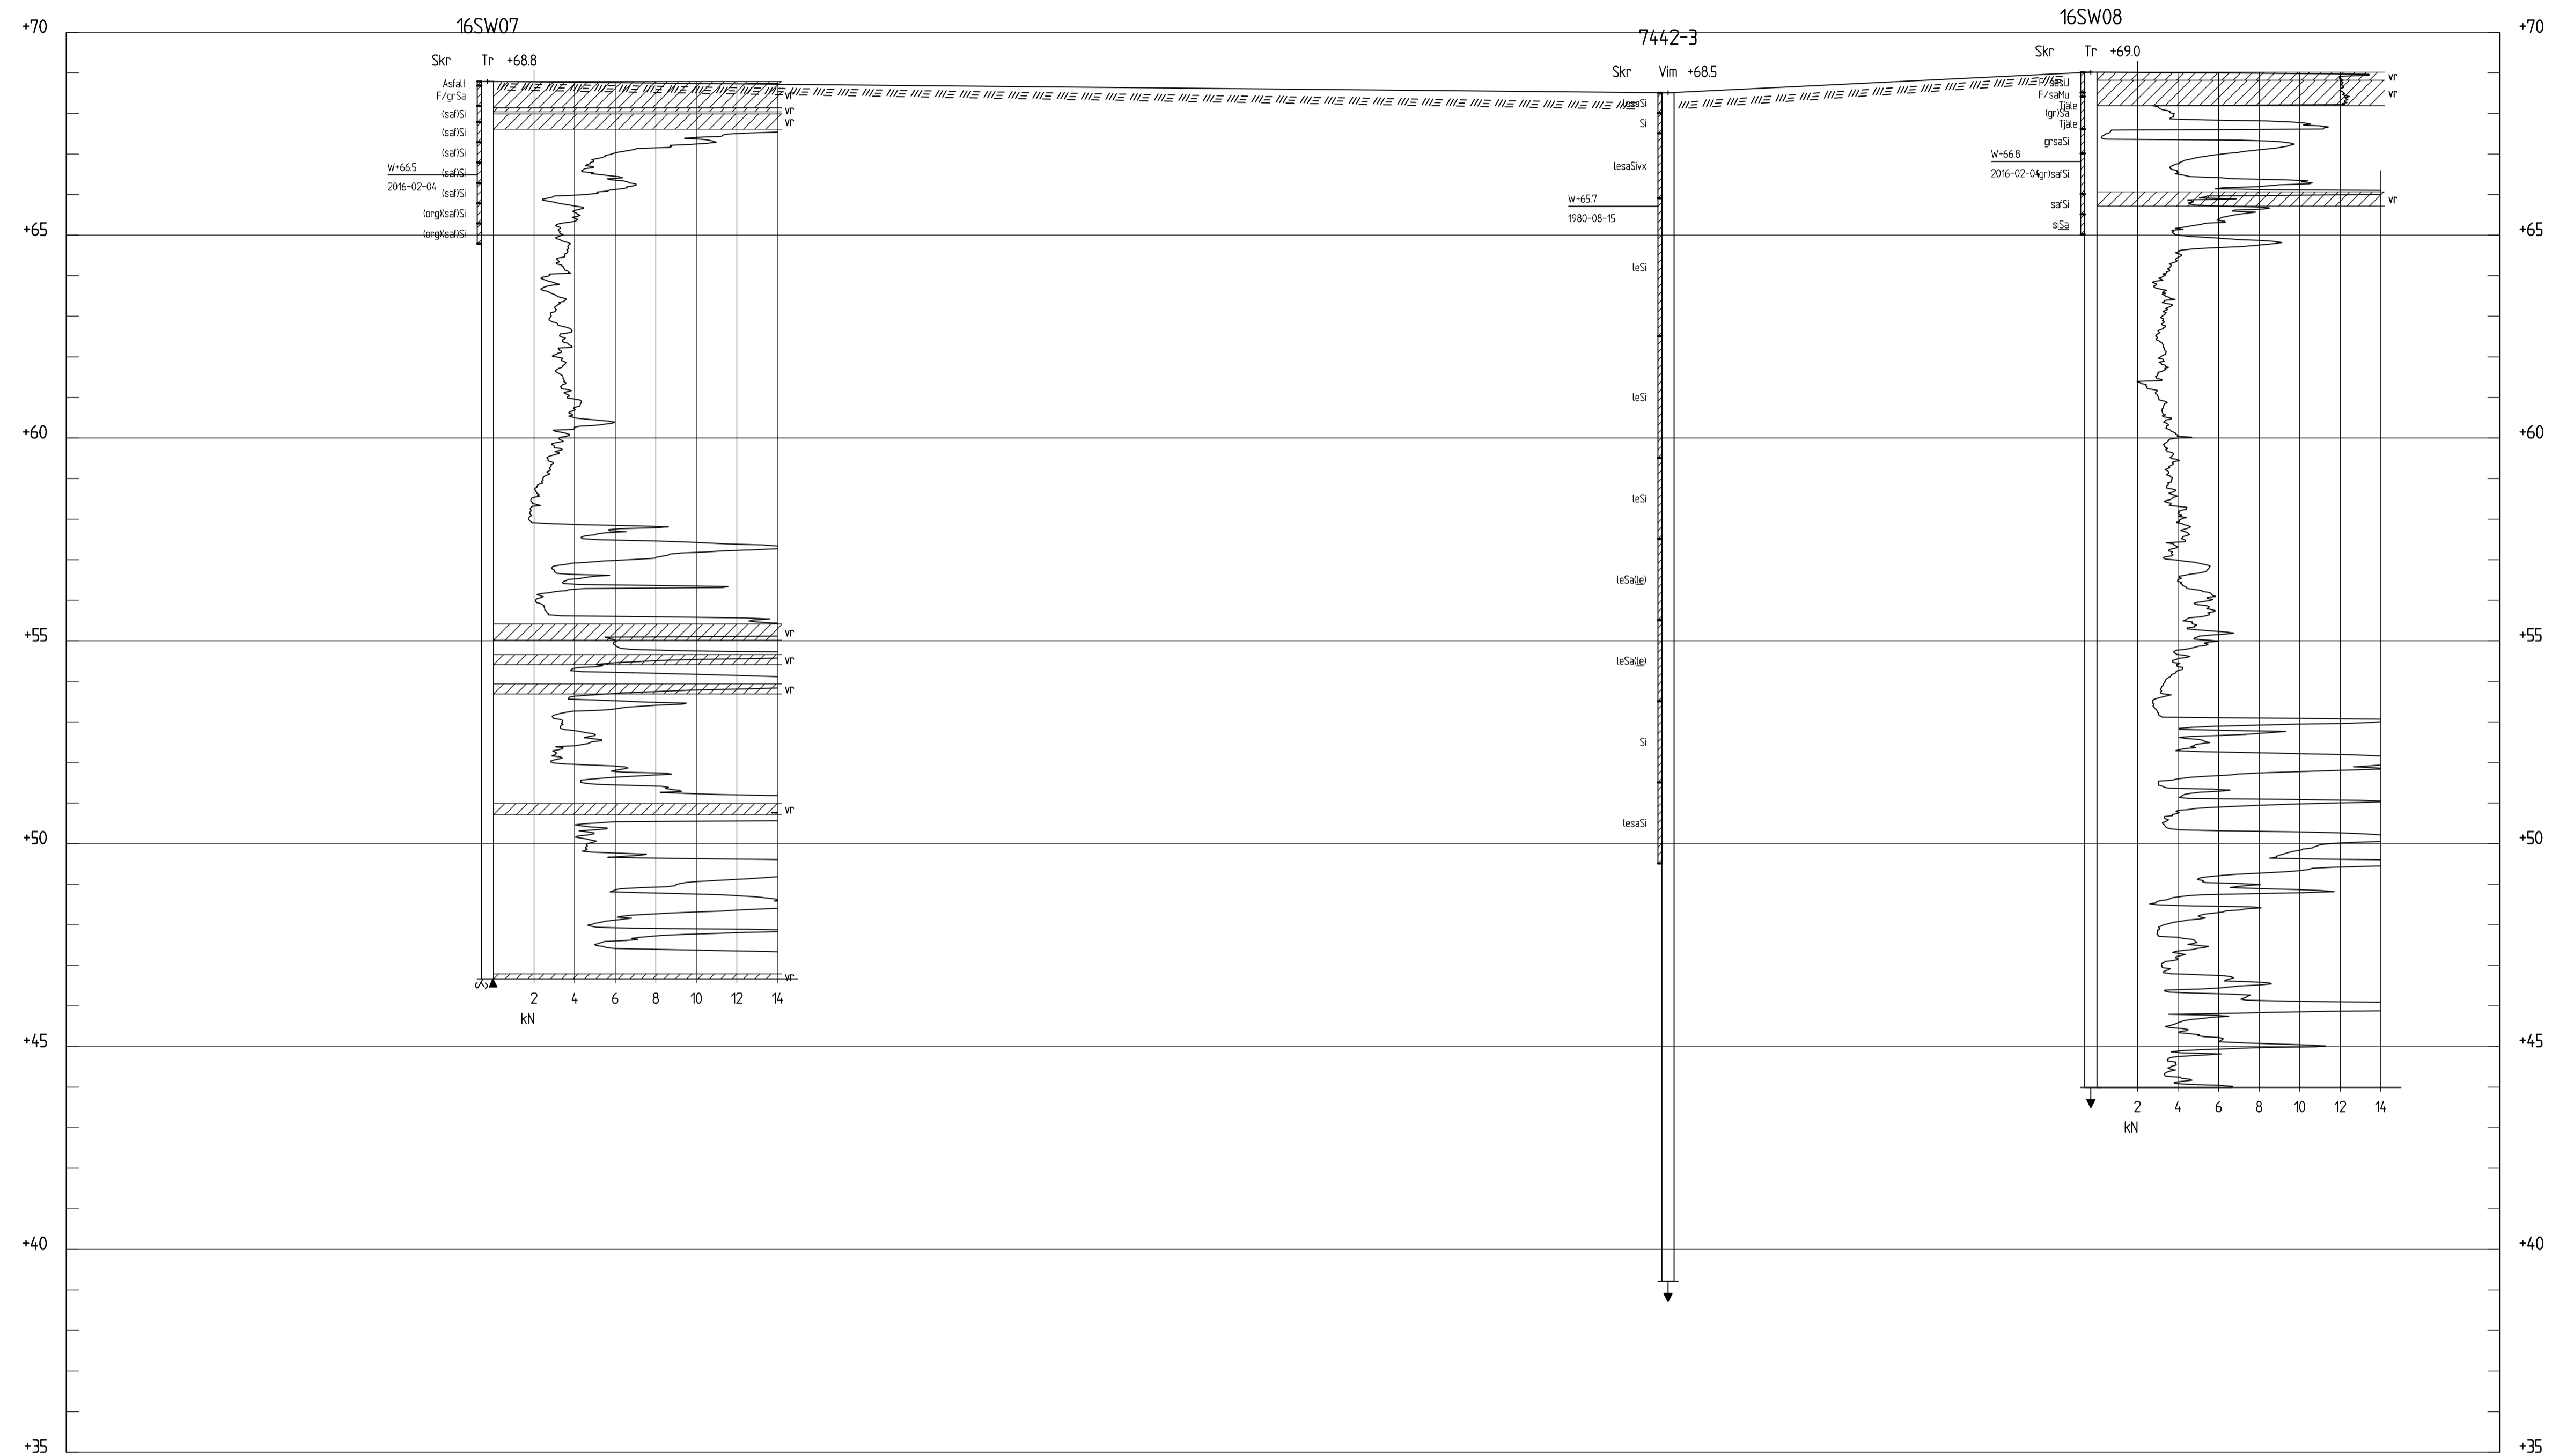 16SW07
16SW08
7442-3
+70
+70
Skr Tr +68.8
Skr Vim +68.5
Skr Tr +69.0
Asfalt
F/grSa
(saf)Si
(saf)Si
(saf)Si
W+66.5
(saf)Si
2016-02-04
(saf)Si
(org)(saf)Si
(org)(saf)Si
vr
vr
vr
lesaSi
Si
lesaSivx
W+65.7
1980-08-15
leSi
leSi
leSi
leSa(le)
leSa(le)
Si
lesaSi
F/saMu
Tjäle
(gr)Sa
Tjäle
grsaSi
W+66.8
2016-02-04
(gr)safSi
safSi
siSa
vr
vr
vr
+65
+65
+60
+60
+55
+55
vr
vr
vr
vr
+50
+50
vr
2 4 6 8 10 12 14
kN
+45
+45
2 4 6 8 10 12 14
kN
+40
+40
+35
+35